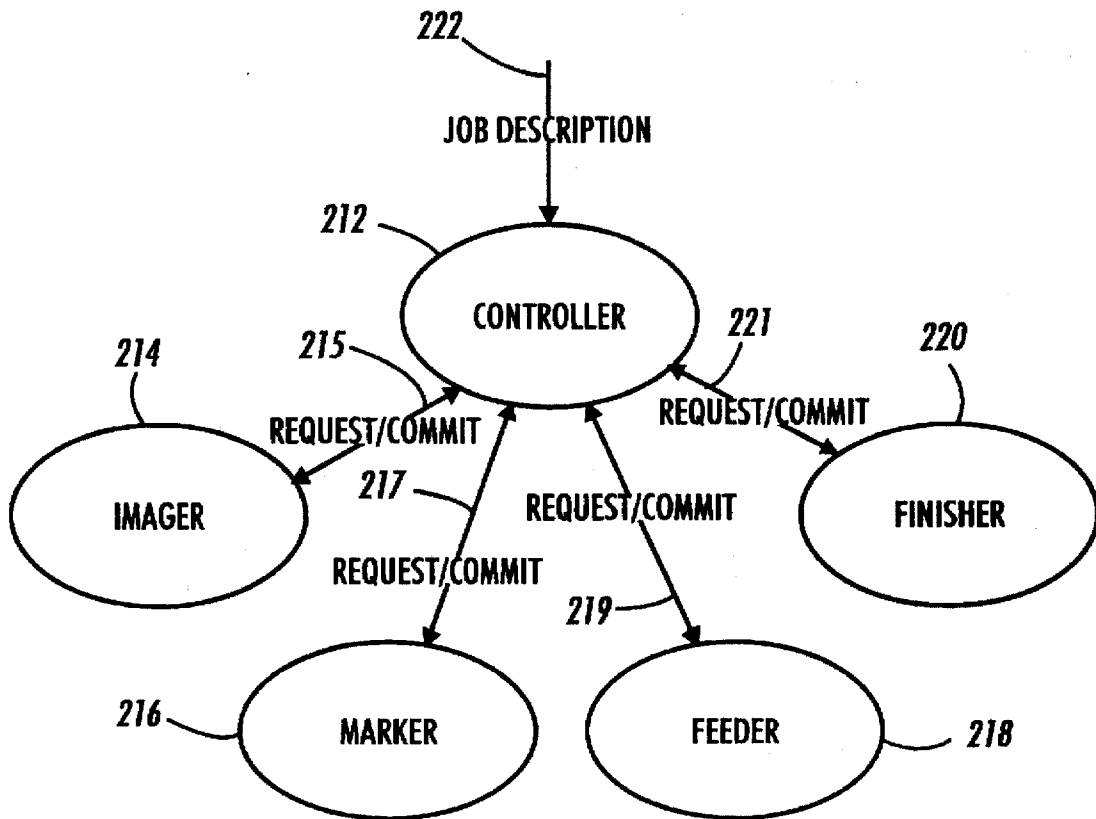 222
JOB DESCRIPTION
212
CONTROLLER
214
215
221
220
REQUEST/COMMIT
REQUEST/COMMIT
IMAGER
217
REQUEST/COMMIT
FINISHER
REQUEST/COMMIT
219
216
MARKER
FEEDER
218